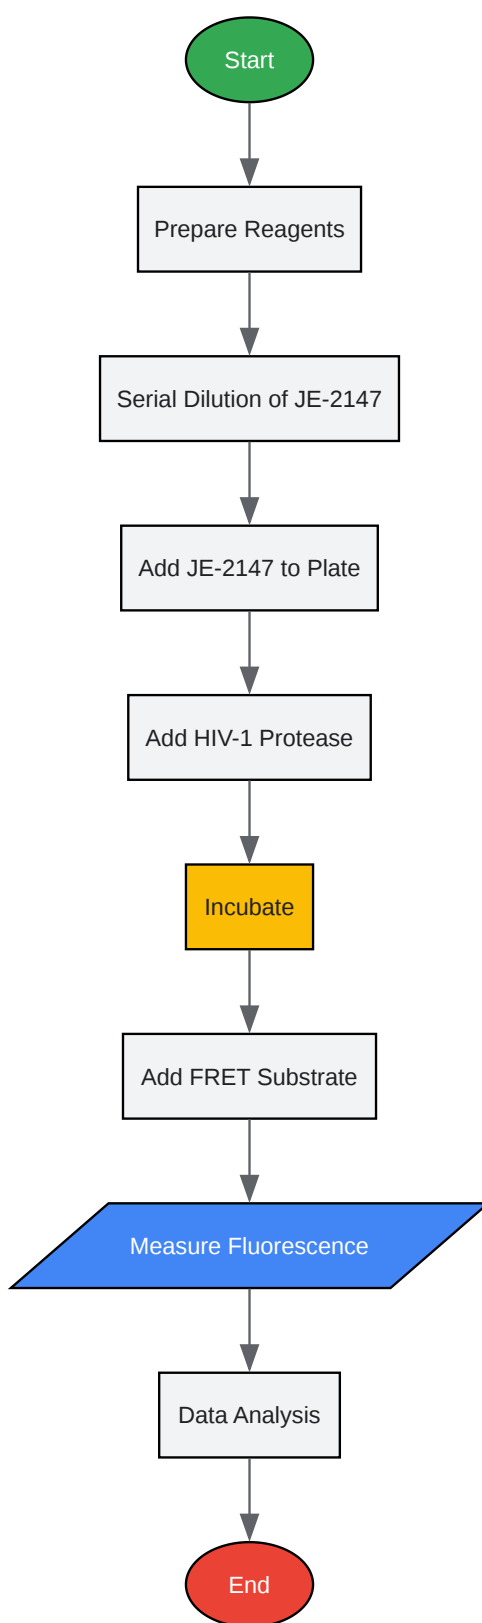 Start
Prepare Reagents
Serial Dilution of JE-2147
Add JE-2147 to Plate
Add HIV-1 Protease
Incubate
Add FRET Substrate
Measure Fluorescence
Data Analysis
End